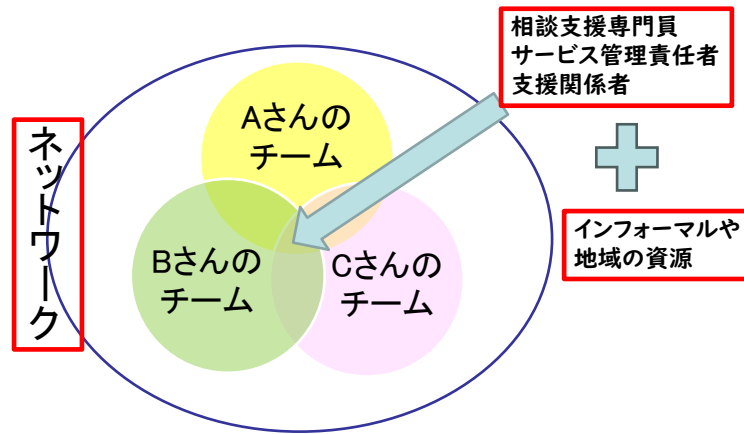 相談支援専門員
サービス管理責任者
支援関係者
ネットワーク
Aさんの
チーム
Bさんの
チーム
Cさんの
チーム
インフォーマルや
地域の資源